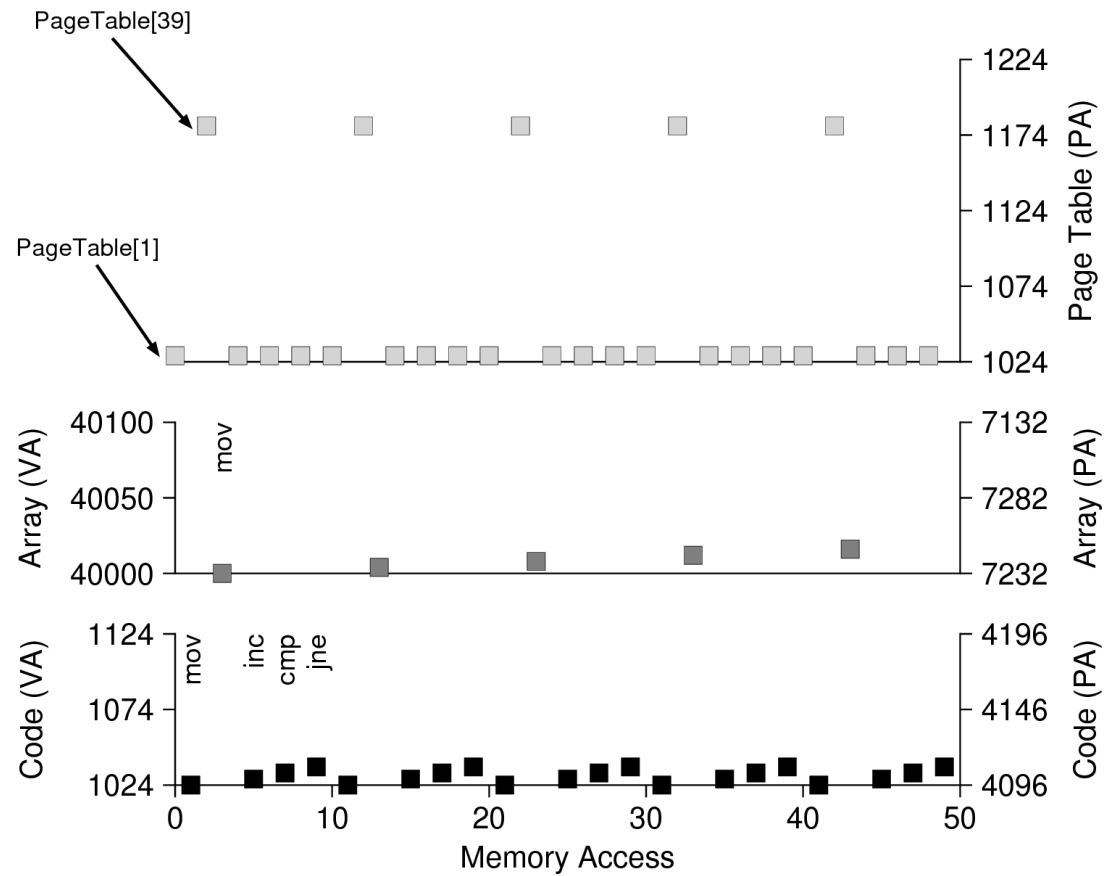 PageTable[39]
1224
1174
1124
1074
1024
Page Table (PA)
PageTable[1]
40100
40050
40000
Array (VA)
mov
7132
7282
7232
Array (PA)
1124
1074
1024
Code (VA)
mov
inc
cmp
jne
4196
4146
4096
Code (PA)
0
10
20
30
40
50
Memory Access